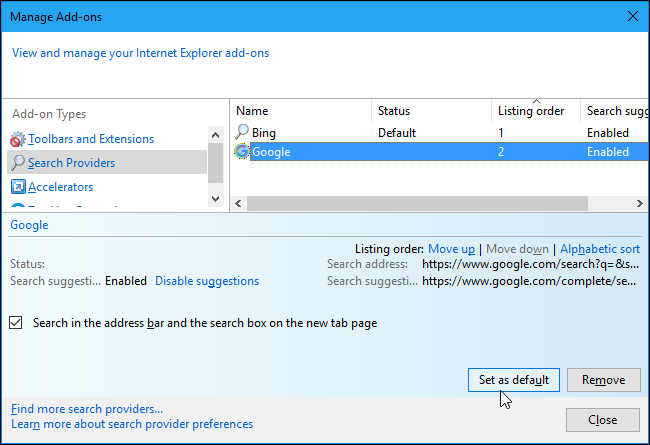 Manage Add-ons
View and manage your Internet Explorer add-ons
Add-on Types
Toolbars and Extensions
Search Providers
Accelerators
Name Status Listing order Search sugg
Bing Default 1 Enabled
Google 2 Enabled
Google
Listing order: Move up | Move down | Alphabetic sort
Status: Search address: https://www.google.com/search?q=&s...
Search suggesti... Enabled Disable suggestions Search suggesti... https://www.google.com/complete/se...
Search in the address bar and the search box on the new tab page
Set as default Remove
Find more search providers...
Learn more about search provider preferences
Close